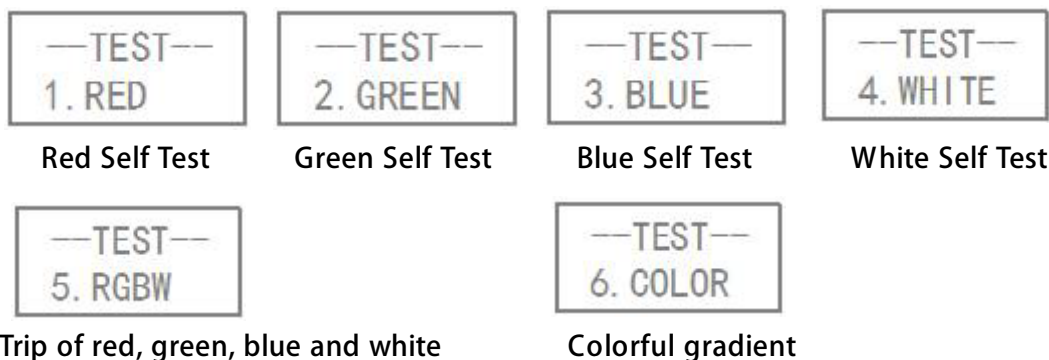 --TEST-- --TEST-- --TEST-- --TEST--
1. RED 2. GREEN 3. BLUE 4. WHITE
Red Self Test Green Self Test Blue Self Test White Self Test
--TEST-- --TEST--
5. RGBW 6. COLOR
Trip of red, green, blue and white Colorful gradient